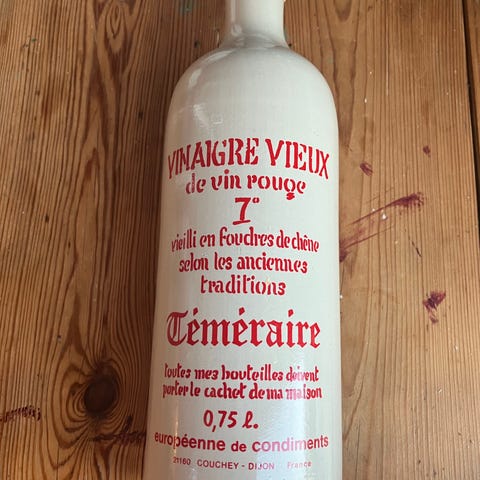 VINAIGRE VIEUX
de vin rouge
7°
vieilli en foudres de chêne
selon les anciennes
traditions
Téméraire
toutes mes bouteilles doivent
porter le cachet de ma maison
0,75 l.
européenne de condiments
21160 COUCHEY - DIJON France